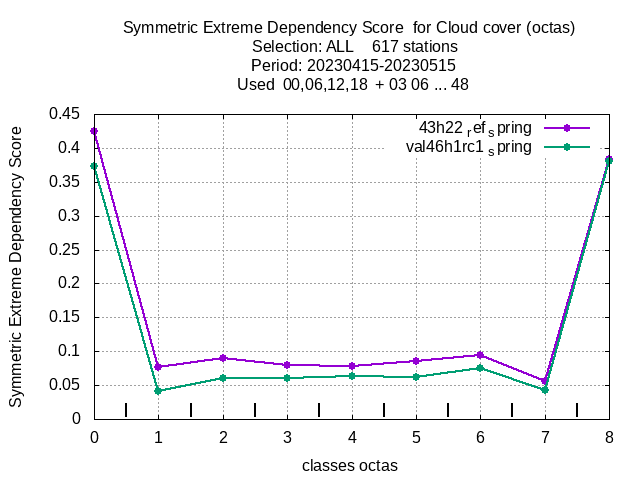 Symmetric Extreme Dependency Score  for Cloud cover (octas)
Selection: ALL    617 stations
Period: 20230415-20230515
Used  00,06,12,18  + 03 06 ... 48
0.45
0.4
0.35
0.3
0.25
0.2
0.15
0.1
0.05
0
Symmetric Extreme Dependency Score
43h22 ref spring
val46h1rc1 spring
0 1 2 3 4 5 6 7 8
classes octas